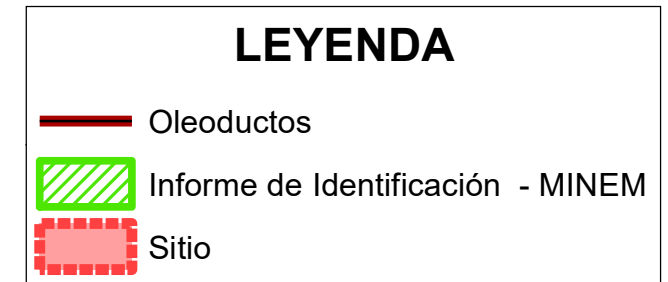 LEYENDA
Oleoductos
Informe de Identificación - MINEM
Sitio